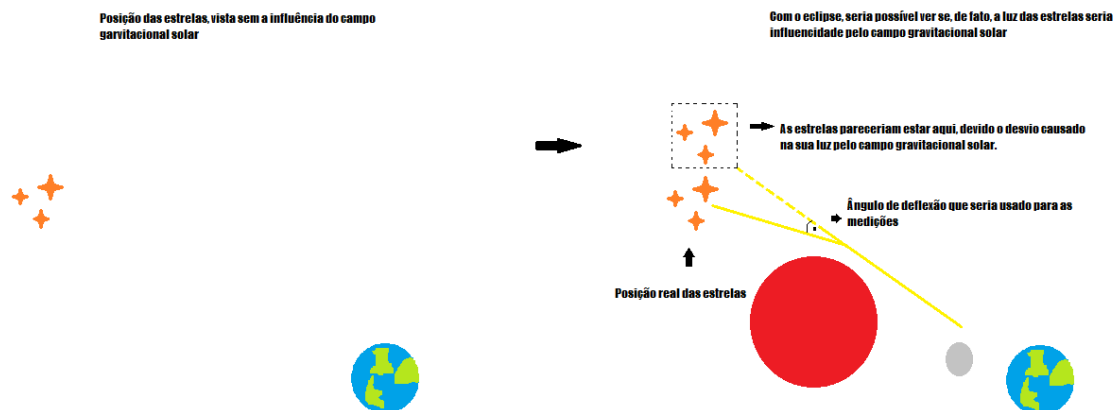 Posição das estrelas, vista sem a influência do campo
garvitacional solar
Com o eclipse, seria possível ver se, de fato, a luz das estrelas seria
influencidade pelo campo gravitacional solar
As estrelas pareceriam estar aqui, devido o desvio causado
na sua luz pelo campo gravitacional solar.
Ângulo de deflexão que seria usado para as
medições
Posição real das estrelas